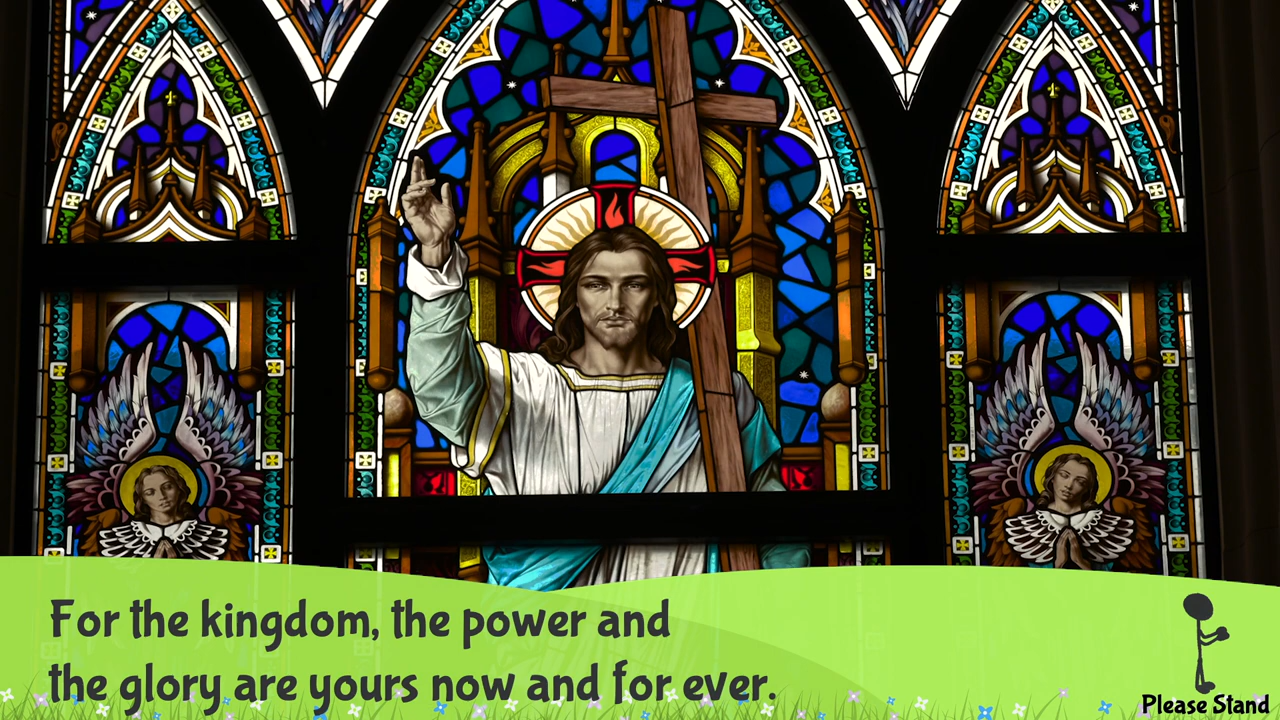 For the kingdom, the power and
the glory are yours now and for ever.
Please Stand